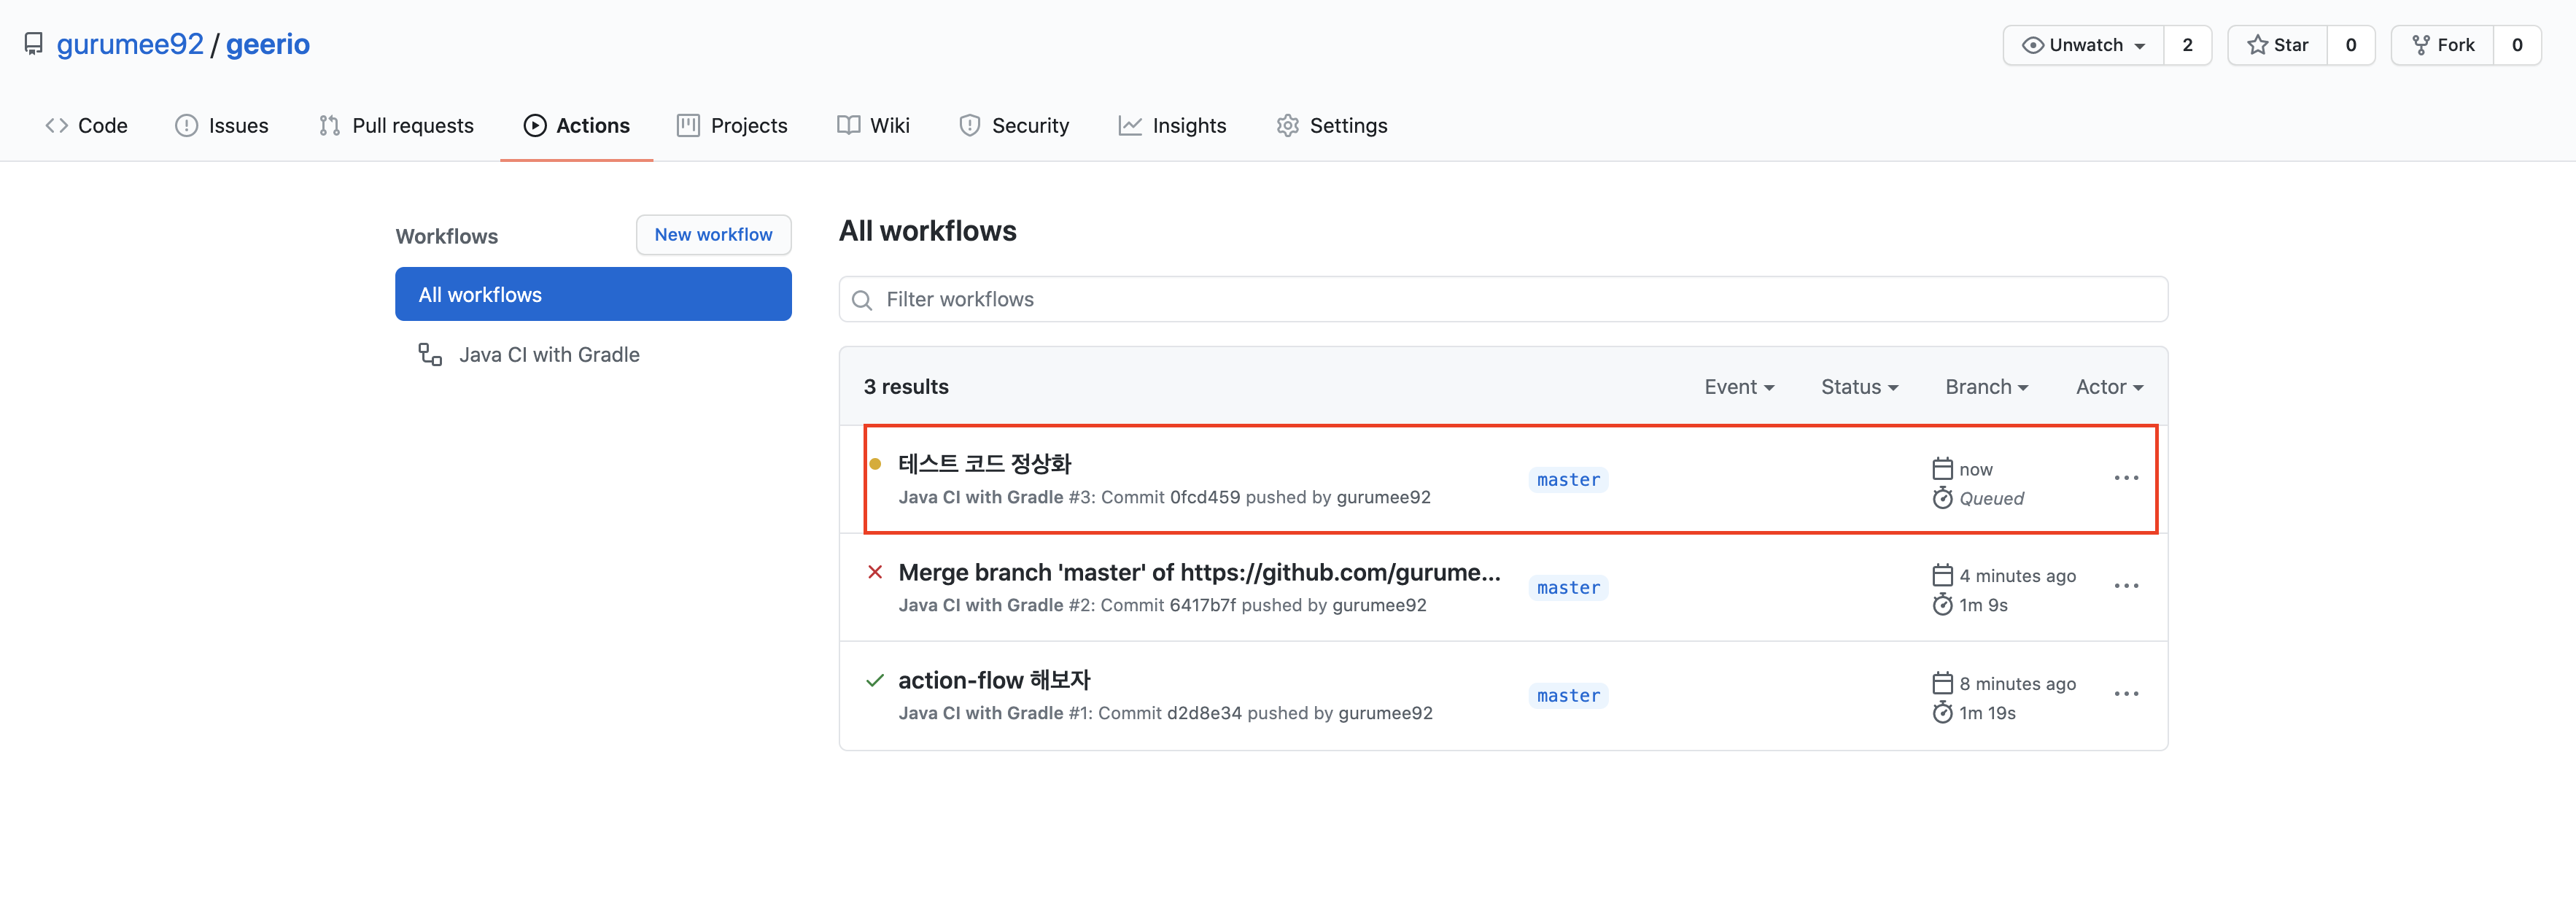 gurumee92 / geerio
Unwatch 2 Star 0 Fork 0
Code Issues Pull requests Actions Projects Wiki Security Insights Settings
Workflows New workflow
All workflows
Java CI with Gradle
All workflows
Filter workflows
3 results Event Status Branch Actor
테스트 코드 정상화
Java CI with Gradle #3: Commit 0fcd459 pushed by gurumee92
master
now
Queued
Merge branch 'master' of https://github.com/gurume...
Java CI with Gradle #2: Commit 6417b7f pushed by gurumee92
master
4 minutes ago
1m 9s
action-flow 해보자
Java CI with Gradle #1: Commit d2d8e34 pushed by gurumee92
master
8 minutes ago
1m 19s